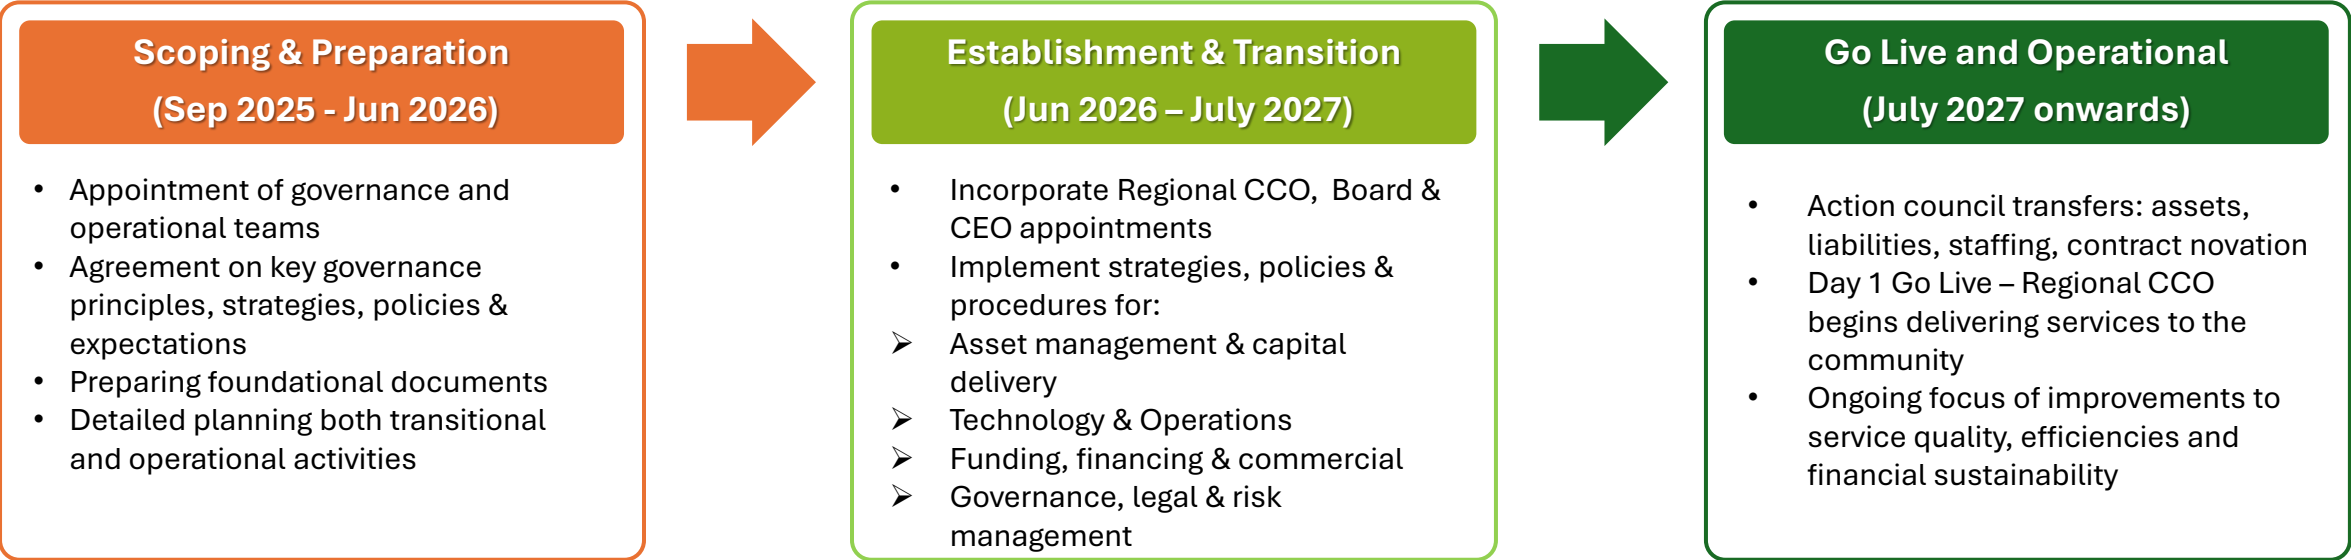 Scoping & Preparation
(Sep 2025 - Jun 2026)
• Appointment of governance and
operational teams
• Agreement on key governance
principles, strategies, policies &
expectations
• Preparing foundational documents
• Detailed planning both transitional
and operational activities
Establishment & Transition
(Jun 2026 – July 2027)
• Incorporate Regional CCO, Board &
CEO appointments
• Implement strategies, policies &
procedures for:
➢ Asset management & capital
delivery
➢ Technology & Operations
➢ Funding, financing & commercial
➢ Governance, legal & risk
management
Go Live and Operational
(July 2027 onwards)
• Action council transfers: assets,
liabilities, staffing, contract novation
• Day 1 Go Live – Regional CCO
begins delivering services to the
community
• Ongoing focus of improvements to
service quality, efficiencies and
financial sustainability